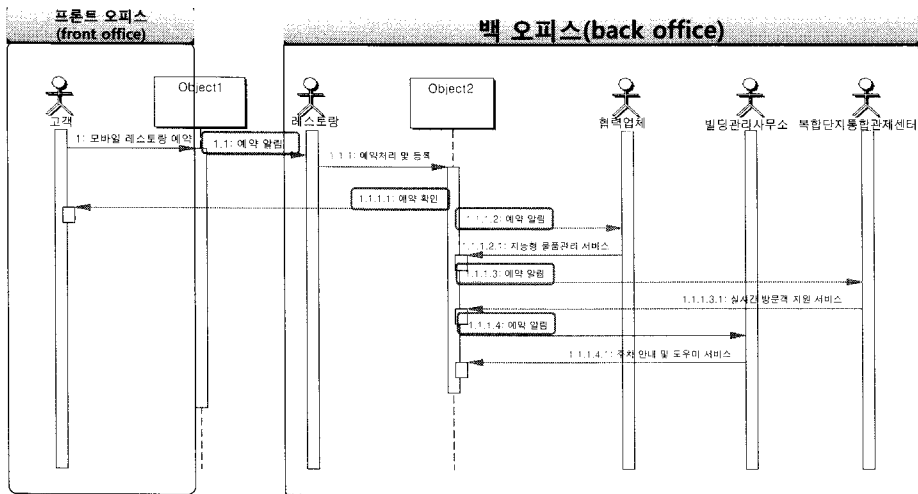 프론트 오피스
(front office)
백 오피스(back office)
고객
Object1
레스토랑
Object2
협력업체
빌딩관리사무소
복합단지통합관제센터
1: 모바일 레스토랑 예약
1.1: 예약 알림
1.1.1: 예약처리 및 등록
1.1.1.1: 예약 확인
1.1.1.2: 예약 알림
1.1.1.2.1: 지능형 물품관리 서비스
1.1.1.3: 예약 알림
1.1.1.3.1: 실시간 방문객 지원 서비스
1.1.1.4: 예약 알림
1.1.1.4.1: 주차 안내 및 도우미 서비스